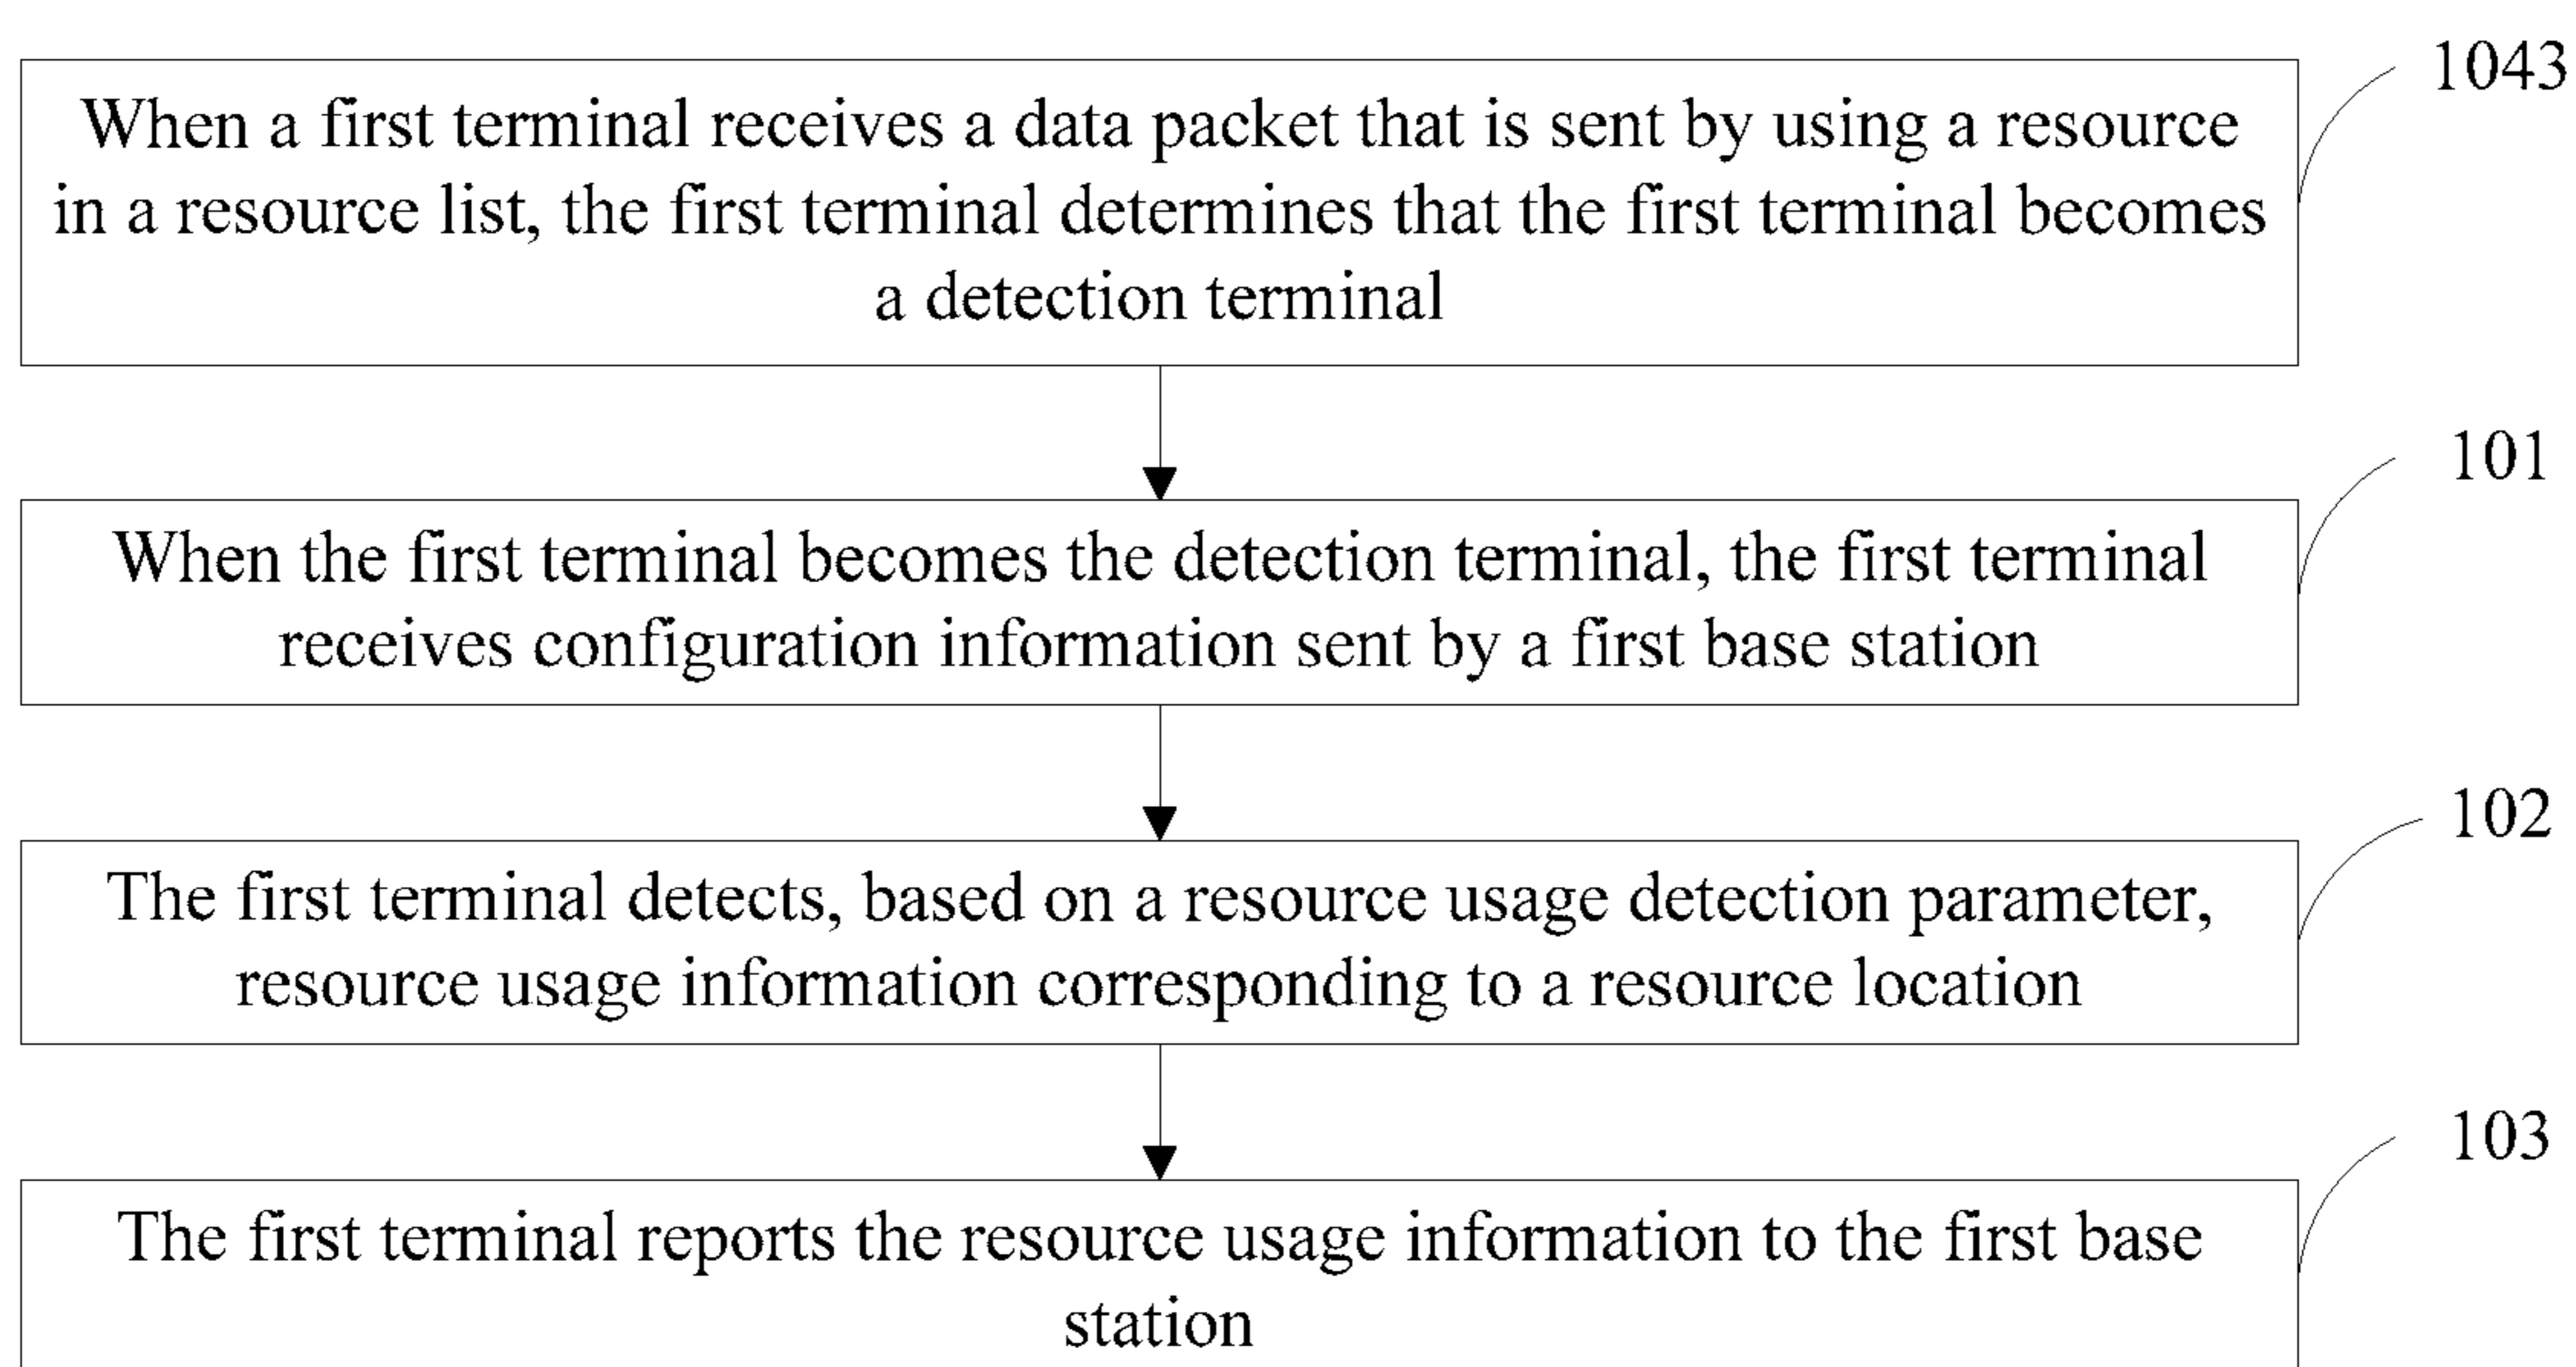 1043
When a first terminal receives a data packet that is sent by using a resource
in a resource list, the first terminal determines that the first terminal becomes
a detection terminal
101
When the first terminal becomes the detection terminal, the first terminal
receives configuration information sent by a first base station
102
The first terminal detects, based on a resource usage detection parameter,
resource usage information corresponding to a resource location
103
The first terminal reports the resource usage information to the first base
station